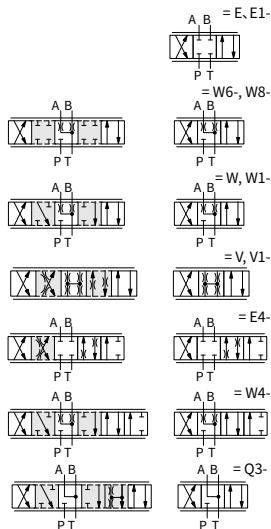 = E、E1-
A B
P T
= W6-, W8-
A B A B
P T P T
= W, W1-
A B A B
P T P T
= V, V1-
A B A B
P T P T
= E4-
A B A B
P T P T
= W4-
A B A B
P T P T
= Q3-
A B A B
P T P T